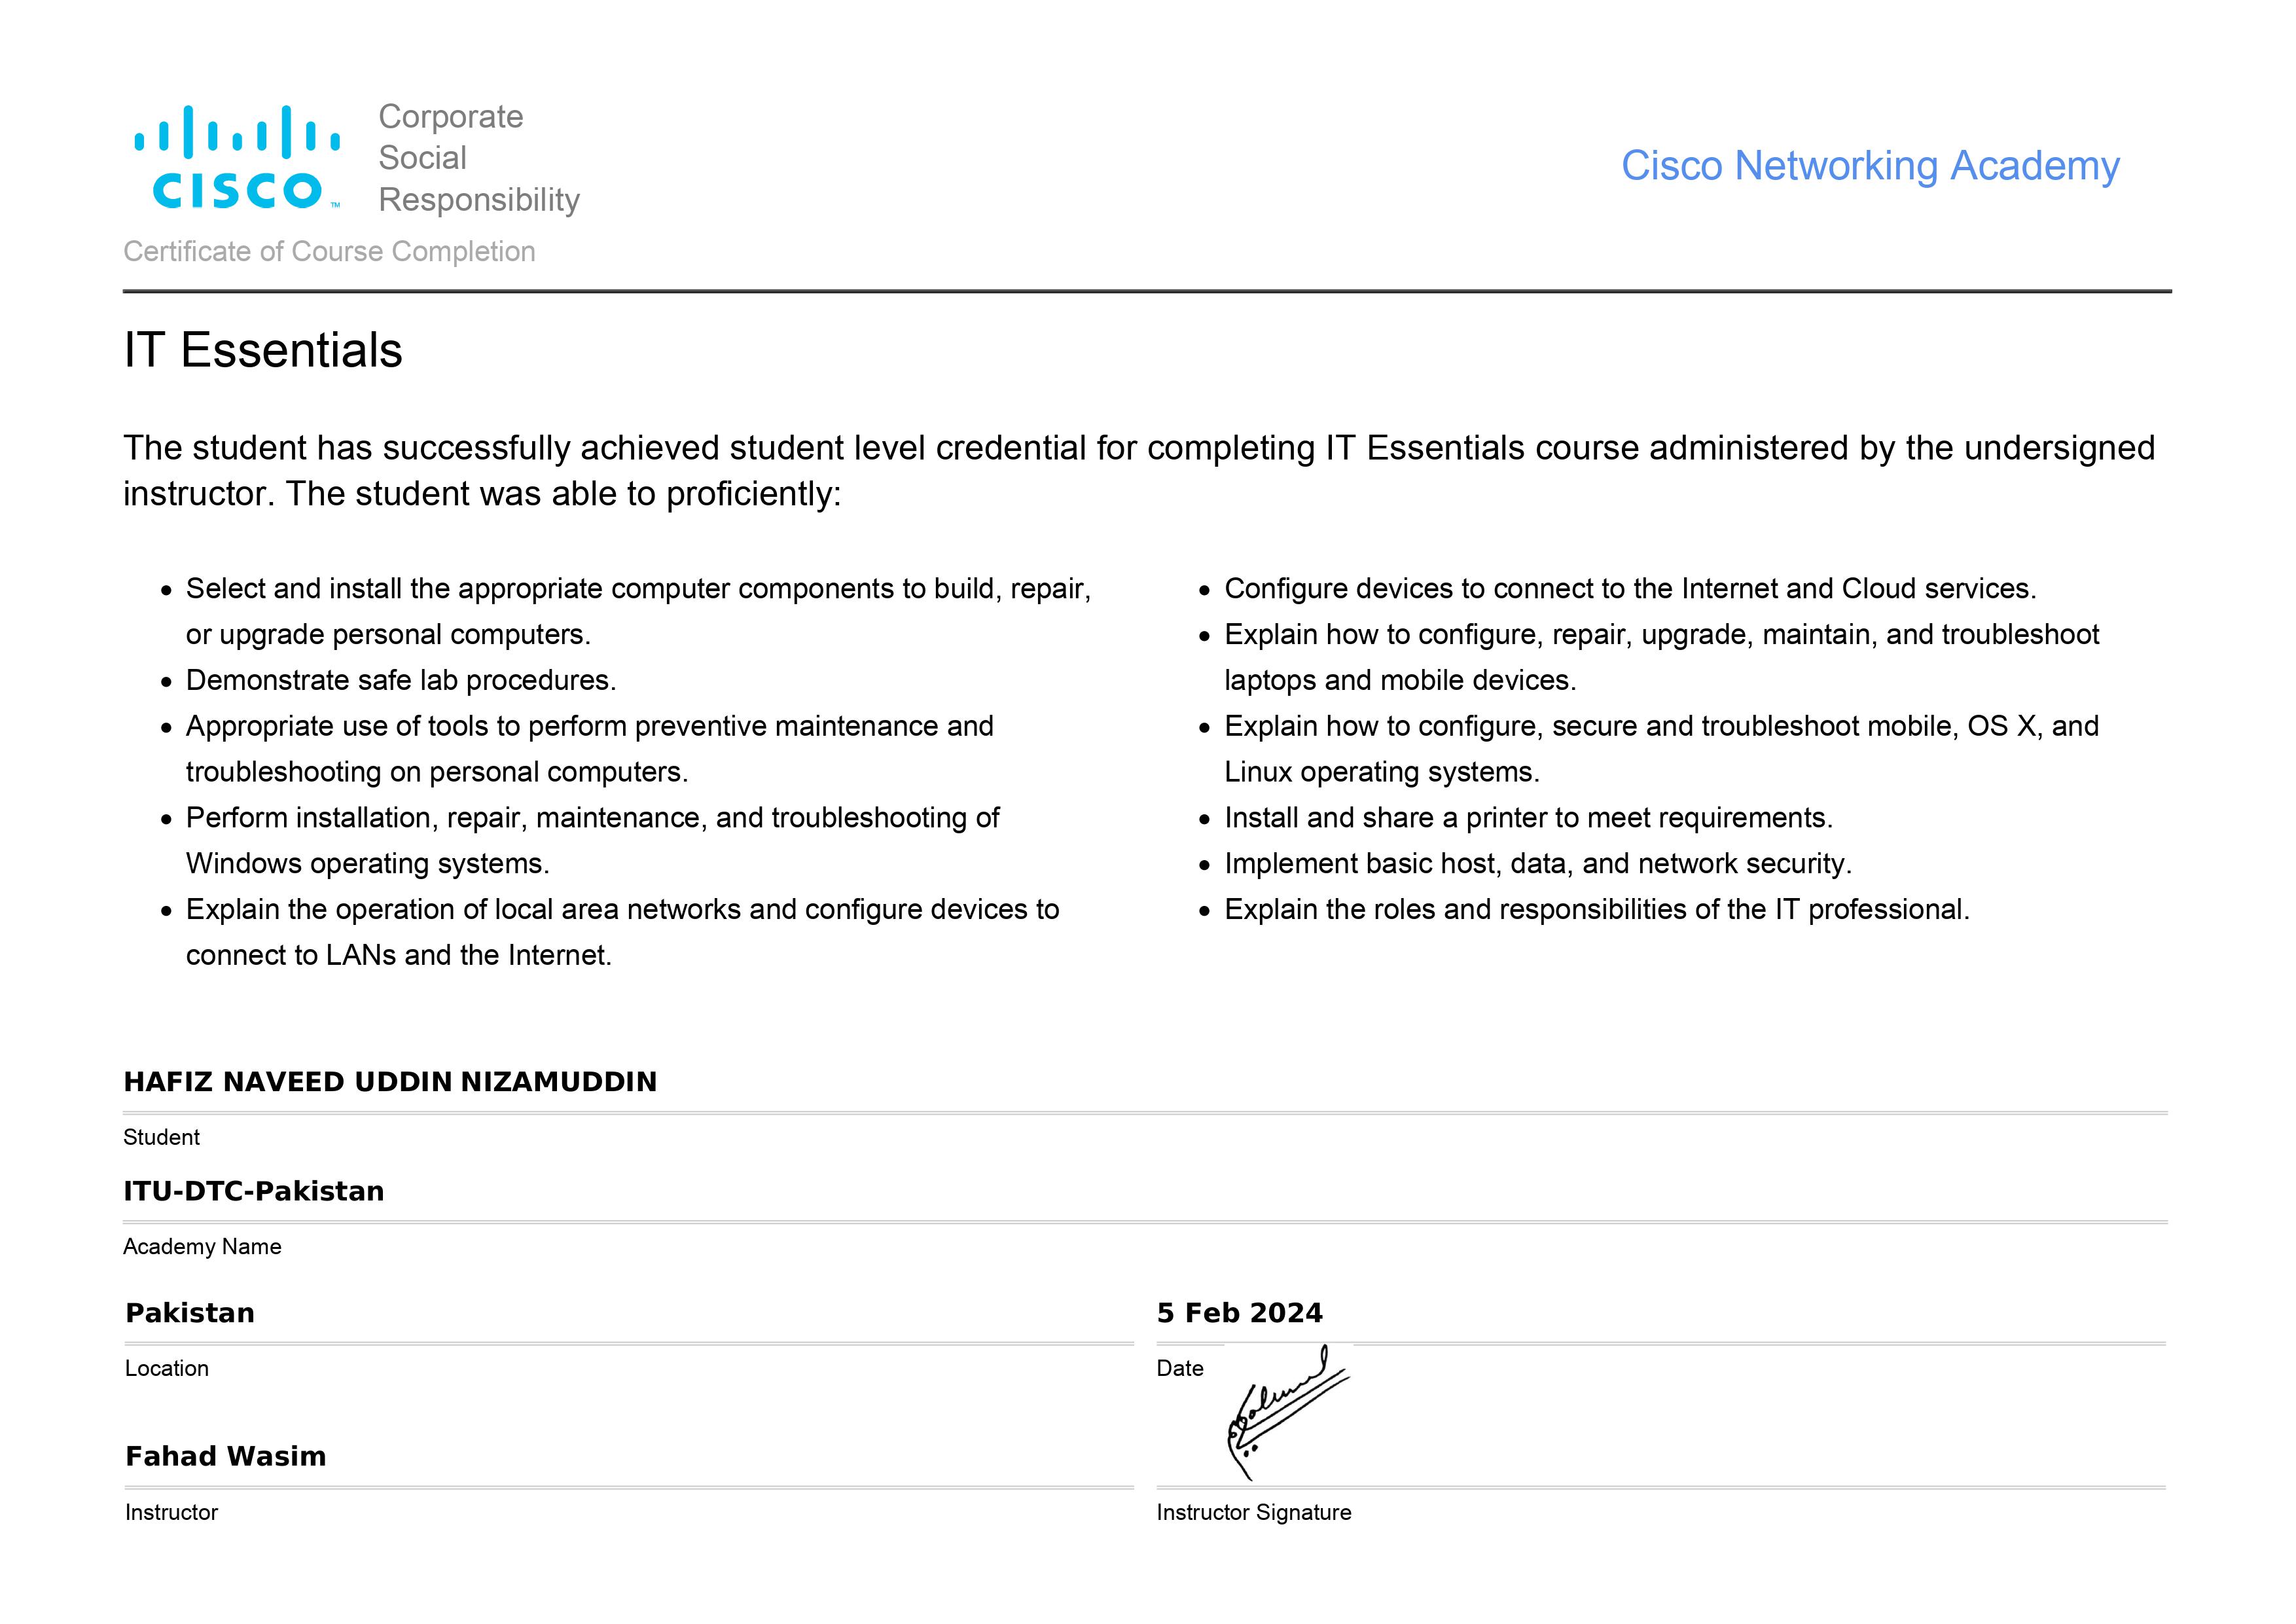 CISCO™
Corporate
Social
Responsibility
Cisco Networking Academy
Certificate of Course Completion
IT Essentials
The student has successfully achieved student level credential for completing IT Essentials course administered by the undersigned
instructor. The student was able to proficiently:
• Select and install the appropriate computer components to build, repair,
or upgrade personal computers.
• Demonstrate safe lab procedures.
• Appropriate use of tools to perform preventive maintenance and
troubleshooting on personal computers.
• Perform installation, repair, maintenance, and troubleshooting of
Windows operating systems.
• Explain the operation of local area networks and configure devices to
connect to LANs and the Internet.
• Configure devices to connect to the Internet and Cloud services.
• Explain how to configure, repair, upgrade, maintain, and troubleshoot
laptops and mobile devices.
• Explain how to configure, secure and troubleshoot mobile, OS X, and
Linux operating systems.
• Install and share a printer to meet requirements.
• Implement basic host, data, and network security.
• Explain the roles and responsibilities of the IT professional.
HAFIZ NAVEED UDDIN NIZAMUDDIN
Student
ITU-DTC-Pakistan
Academy Name
Pakistan
Location
5 Feb 2024
Date
Fahad Wasim
Instructor
Instructor Signature